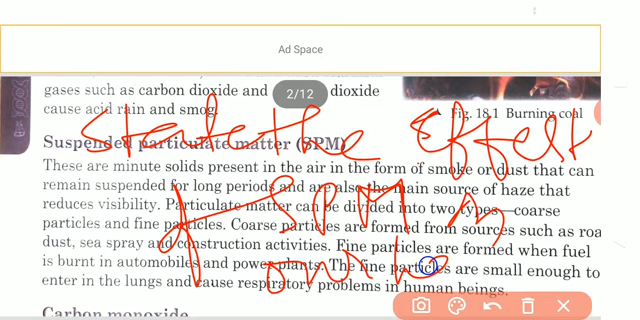 Ad Space
gases such as carbon dioxide and dioxide
2/12
cause acid rain and smog
Fig. 18.1 Burning coal
State the Effest
Suspended particulate matter (SPM)
These are minute solids present in the air in the form of smoke or dust that can
remain suspended for long periods and are also the main source of haze that
reduces visibility. Particulate matter can be divided into two types—coarse
of SPM
particles and fine particles. Coarse particles are formed from sources such as roa
dust, sea spray and construction activities. Fine particles are formed when fuel
is burnt in automobiles and power plants. The fine particles are small enough to
enter in the lungs and cause respiratory problems in human beings.
Carbon monoxide